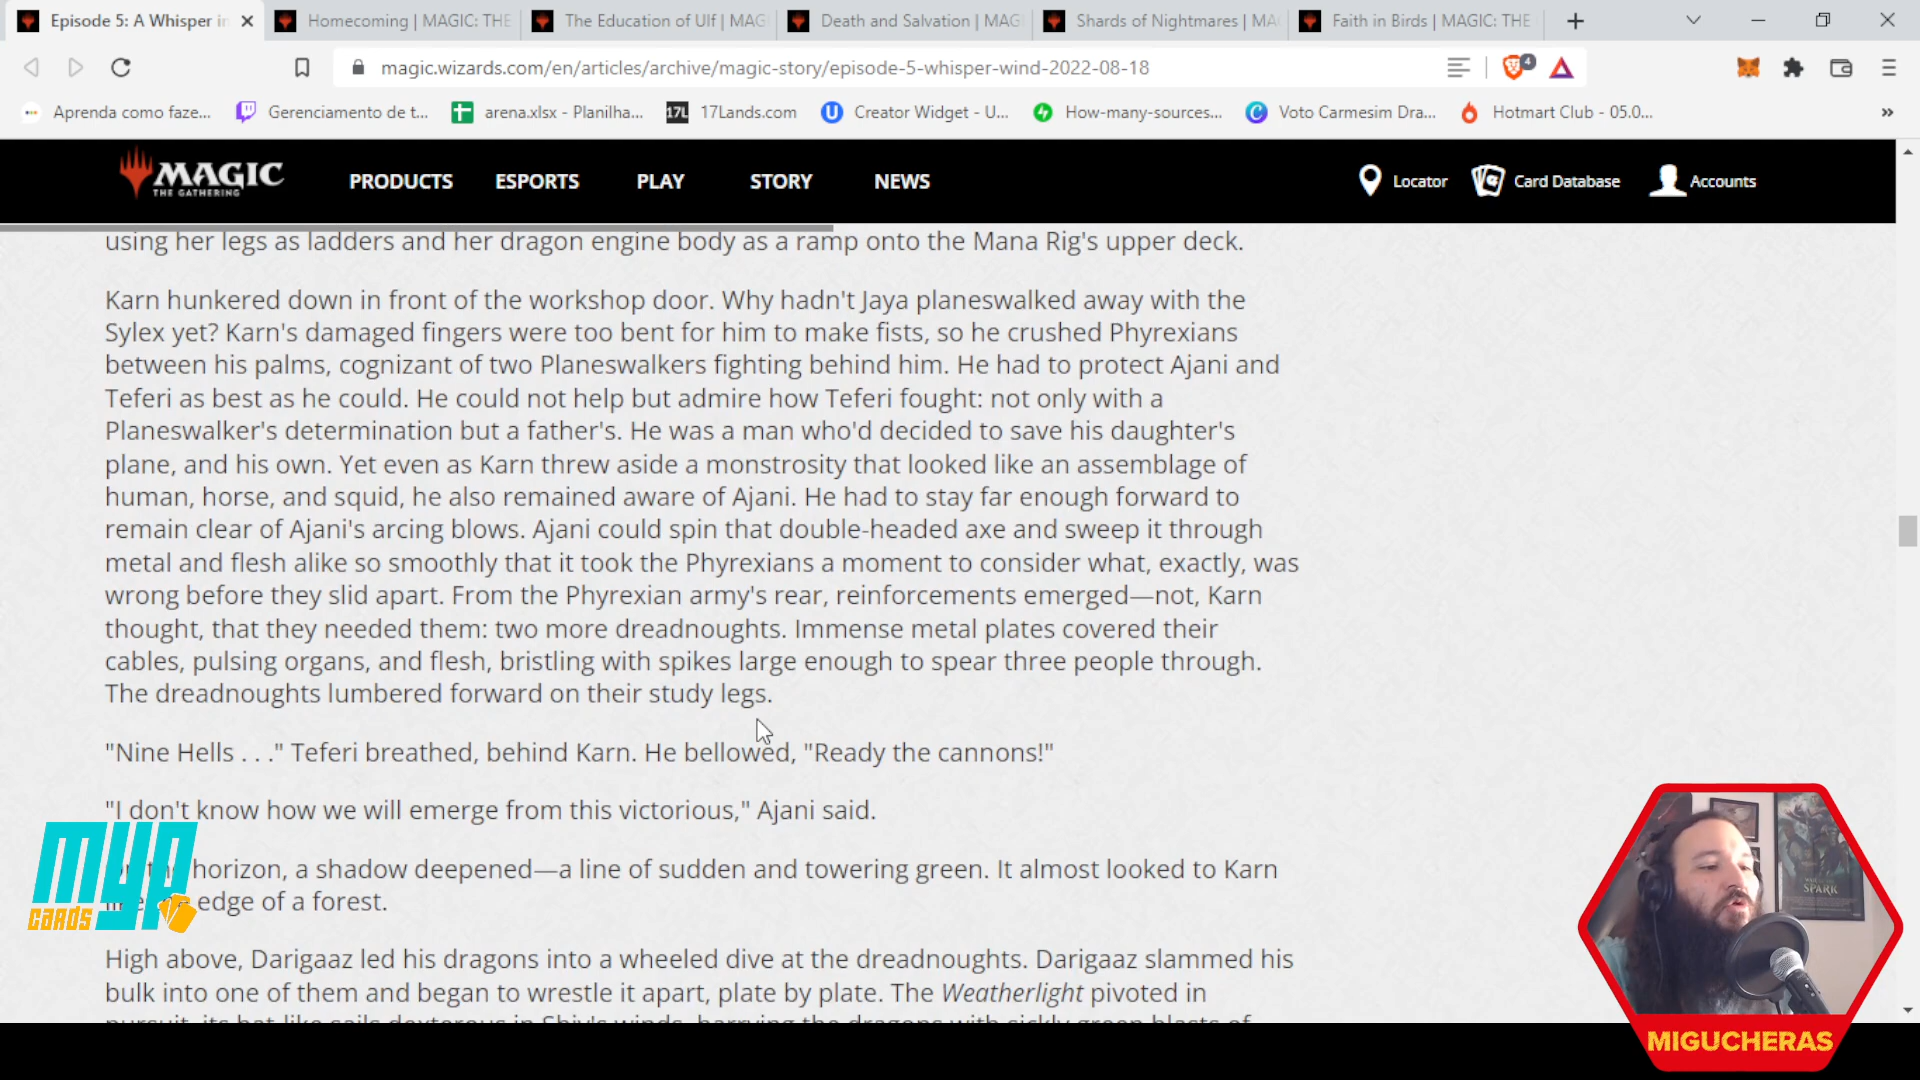 Episode 5: A Whisper in
Homecoming | MAGIC: THE
The Education of Ulf | MAG
Death and Salvation | MAG
Shards of Nightmares | MA
Faith in Birds | MAGIC: THE
magic.wizards.com/en/articles/archive/magic-story/episode-5-whisper-wind-2022-08-18
4
Aprenda como faze...
Gerenciamento de t...
arena.xlsx - Planilha...
17L 17Lands.com
U Creator Widget - U...
How-many-sources...
C Voto Carmesim Dra...
Hotmart Club - 05.0...
»
MAGIC
THE GATHERING
PRODUCTS
ESPORTS
PLAY
STORY
NEWS
Locator
Card Database
Accounts
using her legs as ladders and her dragon engine body as a ramp onto the Mana Rig's upper deck.
Karn hunkered down in front of the workshop door. Why hadn't Jaya planeswalked away with the
Sylex yet? Karn's damaged fingers were too bent for him to make fists, so he crushed Phyrexians
between his palms, cognizant of two Planeswalkers fighting behind him. He had to protect Ajani and
Teferi as best as he could. He could not help but admire how Teferi fought: not only with a
Planeswalker's determination but a father's. He was a man who'd decided to save his daughter's
plane, and his own. Yet even as Karn threw aside a monstrosity that looked like an assemblage of
human, horse, and squid, he also remained aware of Ajani. He had to stay far enough forward to
remain clear of Ajani's arcing blows. Ajani could spin that double-headed axe and sweep it through
metal and flesh alike so smoothly that it took the Phyrexians a moment to consider what, exactly, was
wrong before they slid apart. From the Phyrexian army's rear, reinforcements emerged—not, Karn
thought, that they needed them: two more dreadnoughts. Immense metal plates covered their
cables, pulsing organs, and flesh, bristling with spikes large enough to spear three people through.
The dreadnoughts lumbered forward on their study legs.
"Nine Hells . . ." Teferi breathed, behind Karn. He bellowed, "Ready the cannons!"
"I don't know how we will emerge from this victorious," Ajani said.
horizon, a shadow deepened—a line of sudden and towering green. It almost looked to Karn
edge of a forest.
High above, Darigaaz led his dragons into a wheeled dive at the dreadnoughts. Darigaaz slammed his
bulk into one of them and began to wrestle it apart, plate by plate. The Weatherlight pivoted in
MYP
CARDS
SPARK
MIGUCHERAS